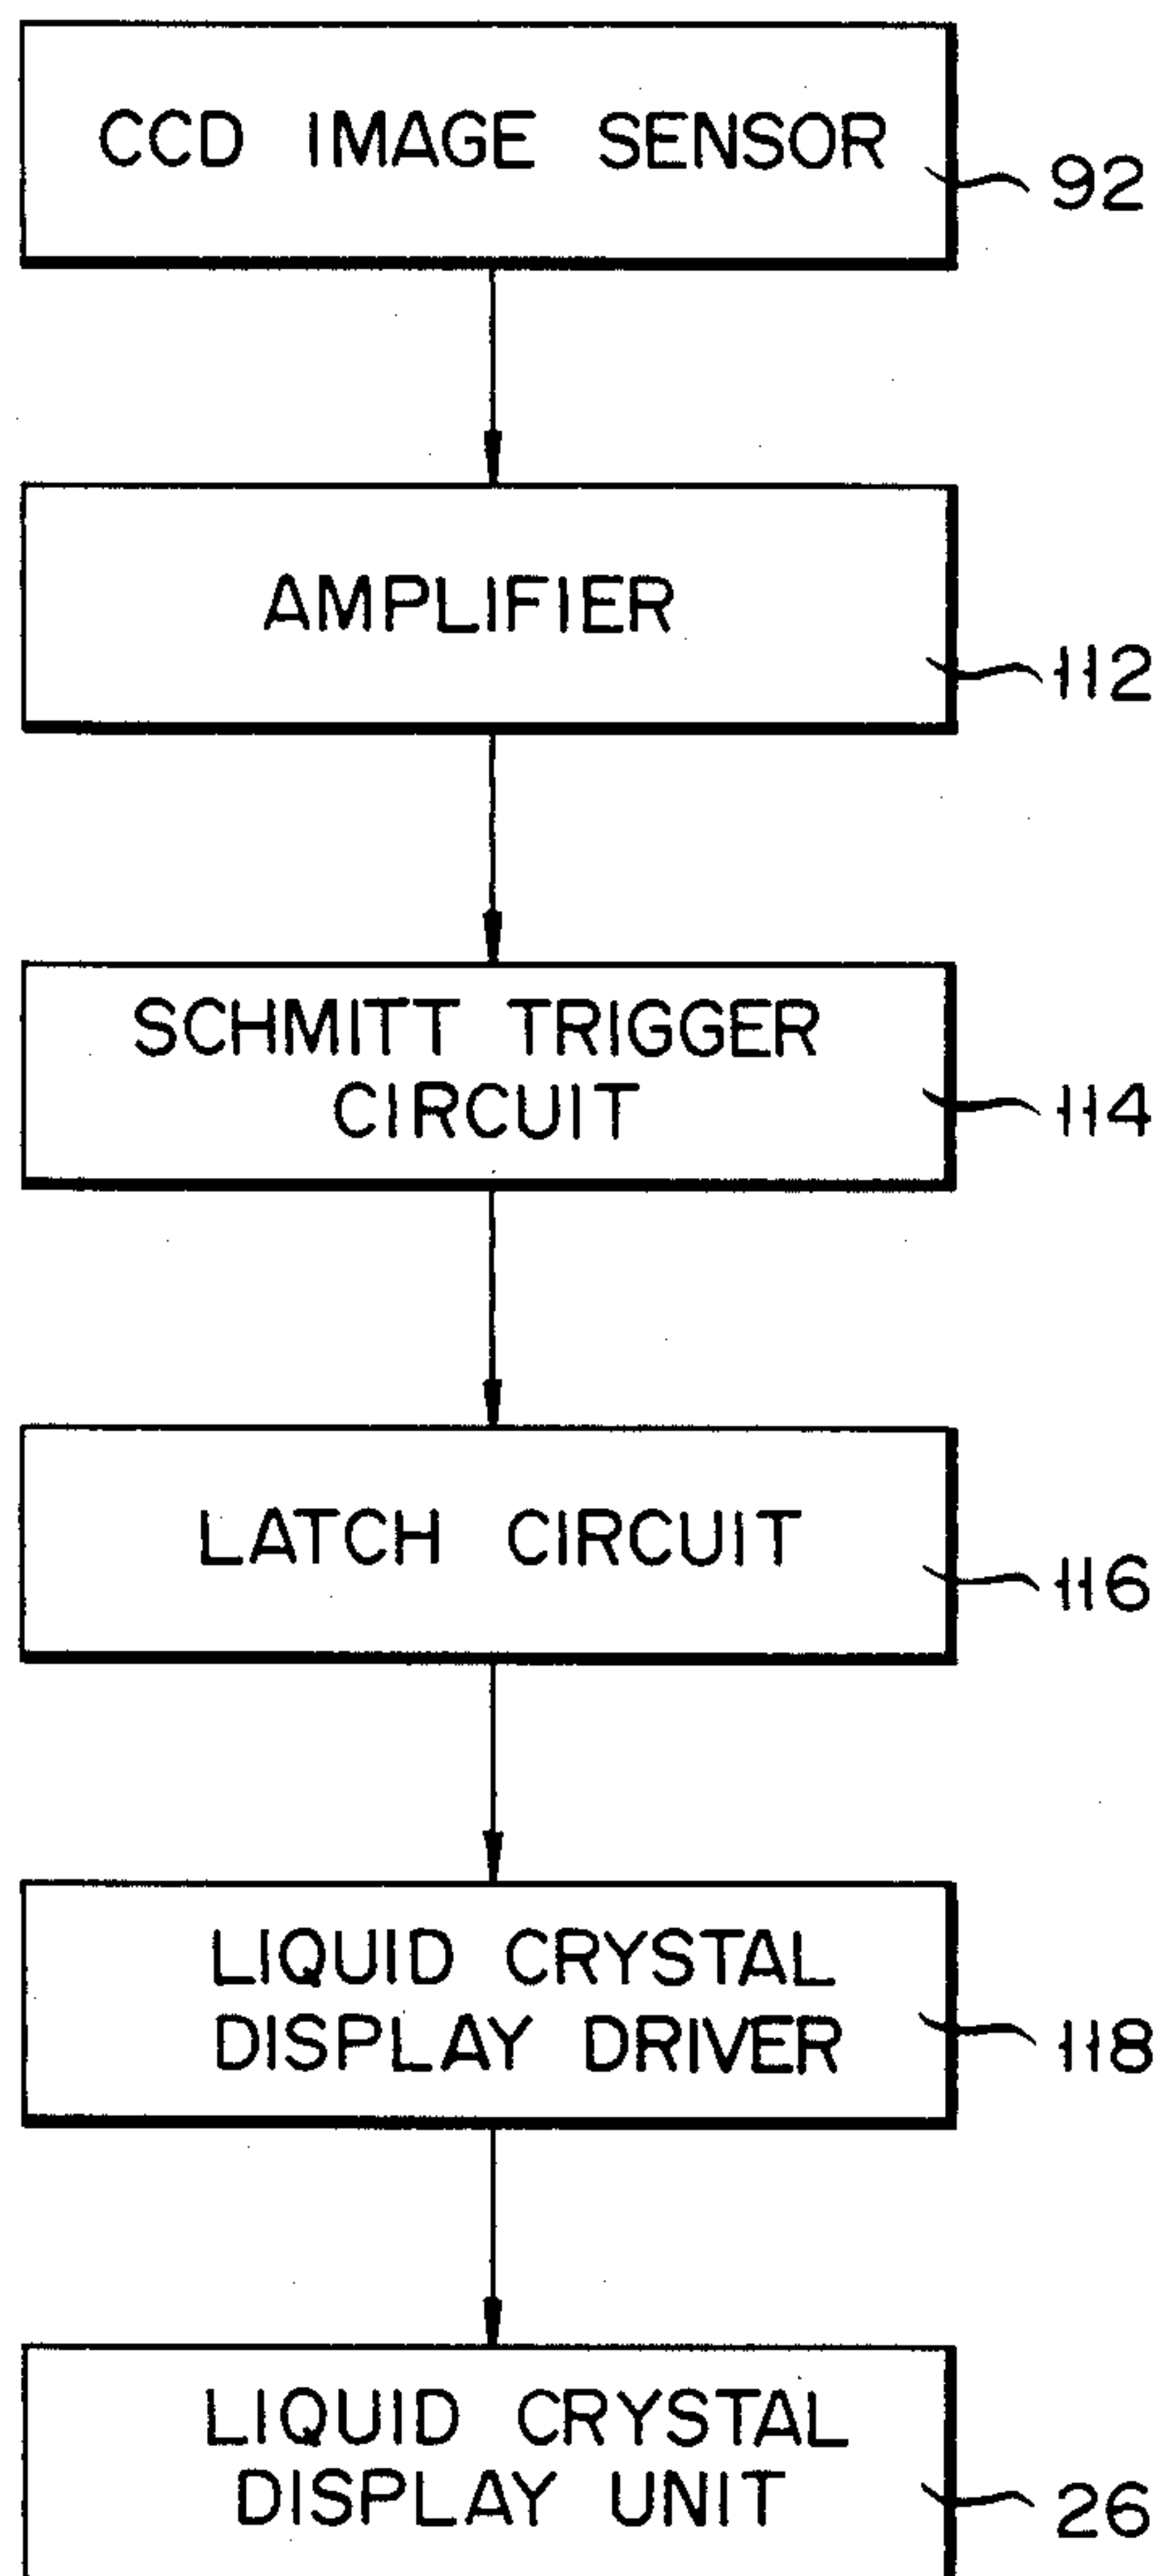 CCD IMAGE SENSOR
92
AMPLIFIER
112
SCHMITT TRIGGER
CIRCUIT
114
LATCH CIRCUIT
116
LIQUID CRYSTAL
DISPLAY DRIVER
118
LIQUID CRYSTAL
DISPLAY UNIT
26